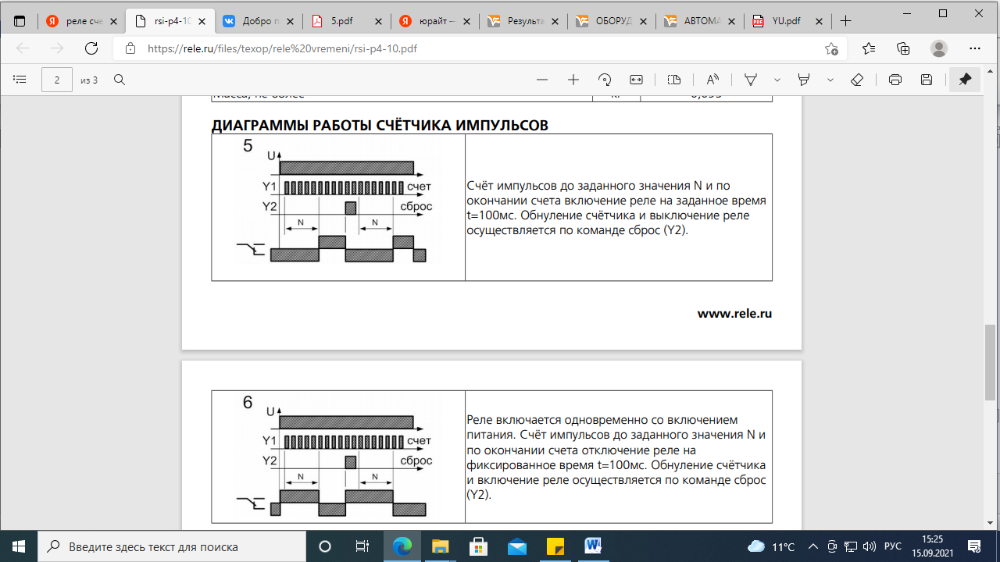 реле сче
rsi-p4-10
Добро п
5.pdf
юрайт —
Результа
ОБОРУД
АВТОМА
YU.pdf
https://rele.ru/files/texop/rele%20vremeni/rsi-p4-10.pdf
2
из 3
Масса, не более
кг
0,095
ДИАГРАММЫ РАБОТЫ СЧЁТЧИКА ИМПУЛЬСОВ
5
U
Y1
счет
Y2
сброс
N
N
Счёт импульсов до заданного значения N и по
окончании счета включение реле на заданное время
t=100мс. Обнуление счётчика и выключение реле
осуществляется по команде сброс (Y2).
www.rele.ru
6
U
Y1
счет
Y2
сброс
N
N
Реле включается одновременно со включением
питания. Счёт импульсов до заданного значения N и
по окончании счета отключение реле на
фиксированное время t=100мс. Обнуление счётчика
и включение реле осуществляется по команде сброс
(Y2).
Введите здесь текст для поиска
11°C
РУС
15:25
15.09.2021